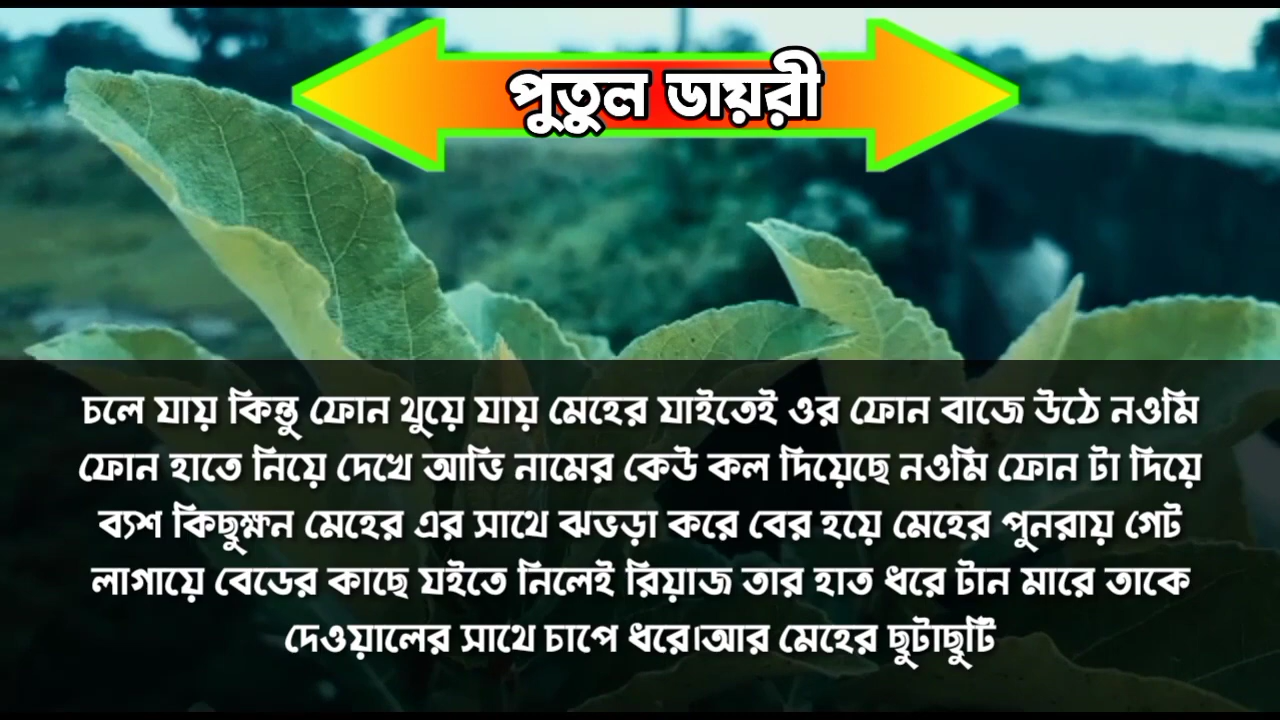 পুতুল ডায়রী
চলে যায় কিন্তু ফোন থুয়ে যায় মেহের যাইতেই ওর ফোন বাজে উঠে নওমি
ফোন হাতে নিয়ে দেখে আভি নামের কেউ কল দিয়েছে নওমি ফোন টা দিয়ে
ব্যশ কিছুক্ষন মেহের এর সাথে ঝভড়া করে বের হয়ে মেহের পুনরায় গেট
লাগায়ে বেডের কাছে যইতে নিলেই রিয়াজ তার হাত ধরে টান মারে তাকে
দেওয়ালের সাথে চাপে ধরে।আর মেহের ছুটাছুটি